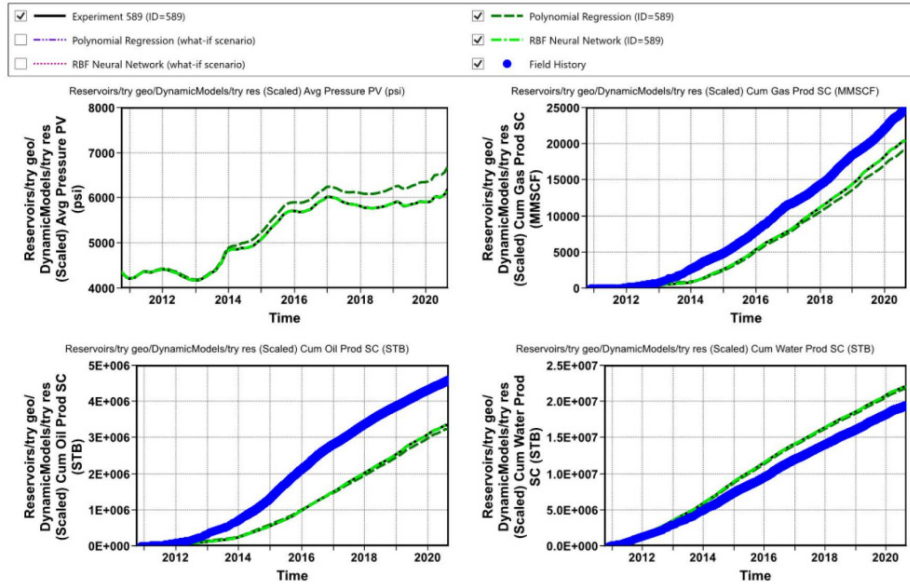 Experiment 589 (ID=589)
Polynomial Regression (ID=589)
Polynomial Regression (what-if scenario)
RBF Neural Network (ID=589)
RBF Neural Network (what-if scenario)
Field History
Reservoirs/try geo/DynamicModels/try res (Scaled) Avg Pressure PV (psi)
Reservoirs/try geo/
DynamicModels/try res
(Scaled) Avg Pressure PV
(psi)
8000
7000
6000
5000
4000
2012
2014
2016
2018
2020
Time
Reservoirs/try geo/DynamicModels/try res (Scaled) Cum Gas Prod SC (MMSCF)
Reservoirs/try geo/
DynamicModels/try res
(Scaled) Cum Gas Prod SC
(MMSCF)
25000
20000
15000
10000
5000
0
2012
2014
2016
2018
2020
Time
Reservoirs/try geo/DynamicModels/try res (Scaled) Cum Oil Prod SC (STB)
Reservoirs/try geo/
DynamicModels/try res
(Scaled) Cum Oil Prod SC
(STB)
5E+006
4E+006
3E+006
2E+006
1E+006
0E+000
2012
2014
2016
2018
2020
Time
Reservoirs/try geo/DynamicModels/try res (Scaled) Cum Water Prod SC (STB)
Reservoirs/try geo/
DynamicModels/try res
(Scaled) Cum Water Prod
SC (STB)
2.5E+007
2.0E+007
1.5E+007
1.0E+007
5.0E+006
0.0E+000
2012
2014
2016
2018
2020
Time